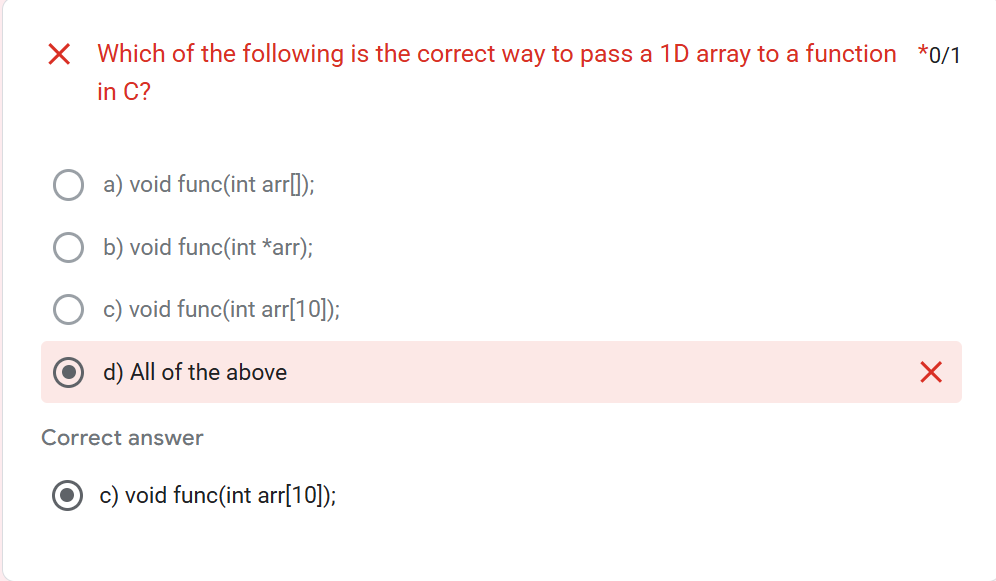 Which of the following is the correct way to pass a 1D array to a function *0/1
in C?
a) void func(int arr[]);
b) void func(int *arr);
c) void func(int arr[10]);
d) All of the above
Correct answer
c) void func(int arr[10]);